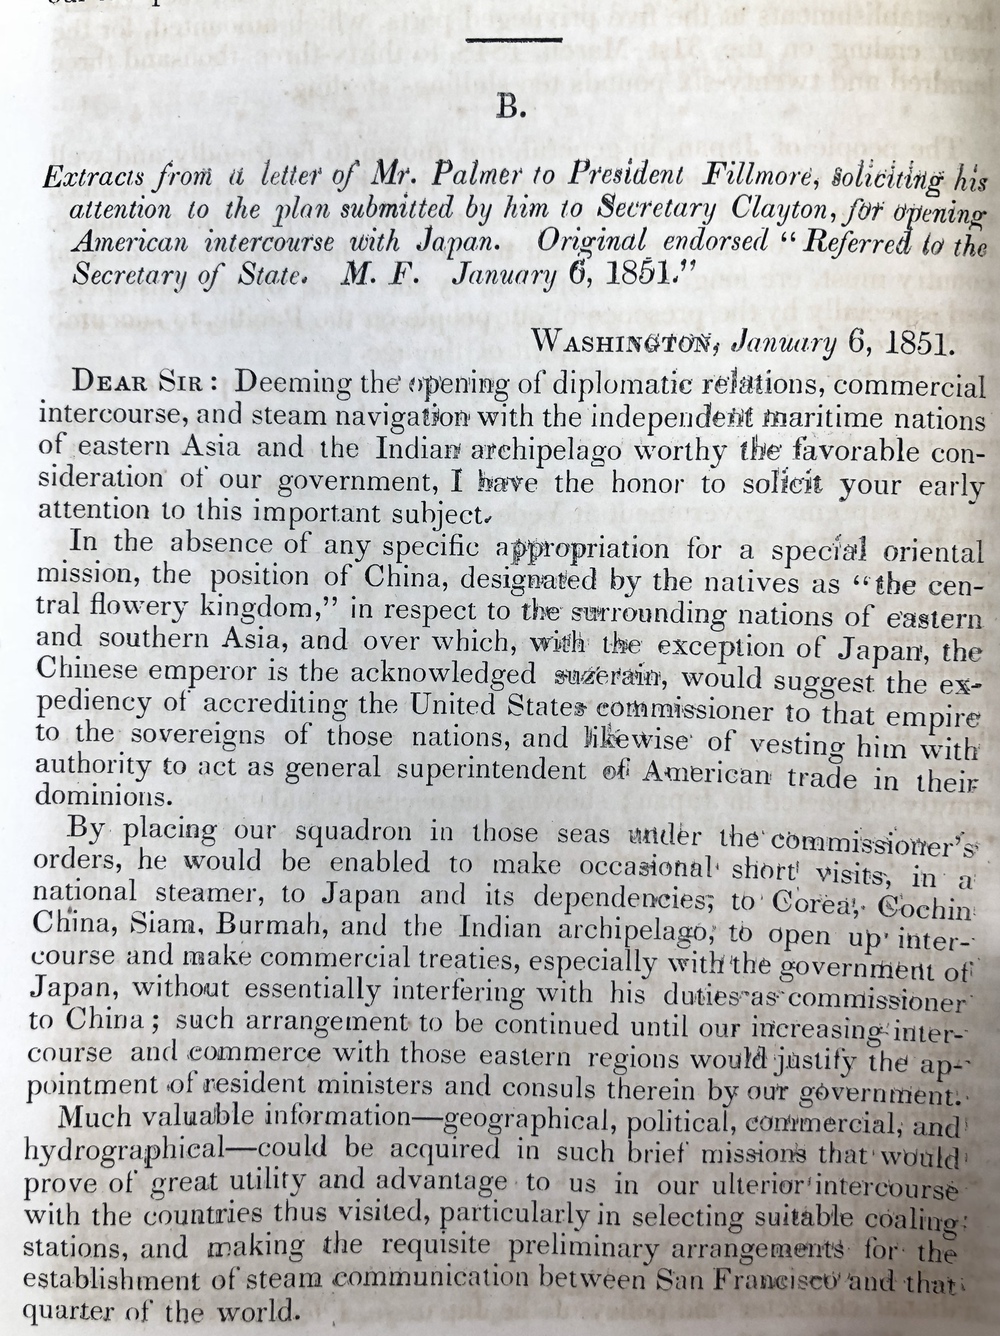 B.
Extracts from a letter of Mr. Palmer to President Fillmore, soliciting his
attention to the plan submitted by him to Secretary Clayton, for opening
American intercourse with Japan. Original endorsed “Referred to the
Secretary of State. M. F. January 6, 1851.”
WASHINGTON, January 6, 1851.
DEAR SIR: Deeming the opening of diplomatic relations, commercial
intercourse, and steam navigation with the independent maritime nations
of eastern Asia and the Indian archipelago worthy the favorable con-
sideration of our government, I have the honor to solicit your early
attention to this important subject.
In the absence of any specific appropriation for a special oriental
mission, the position of China, designated by the natives as “the cen-
tral flowery kingdom,” in respect to the surrounding nations of eastern
and southern Asia, and over which, with the exception of Japan, the
Chinese emperor is the acknowledged suzerain, would suggest the ex-
pediency of accrediting the United States commissioner to that empire
to the sovereigns of those nations, and likewise of vesting him with
authority to act as general superintendent of American trade in their
dominions.
By placing our squadron in those seas under the commissioner's
orders, he would be enabled to make occasional short visits, in a
national steamer, to Japan and its dependencies; to Corea, Cochin
China, Siam, Burmah, and the Indian archipelago, to open up inter-
course and make commercial treaties, especially with the government of
Japan, without essentially interfering with his duties as commissioner
to China; such arrangement to be continued until our increasing inter-
course and commerce with those eastern regions would justify the ap-
pointment of resident ministers and consuls therein by our government.
Much valuable information—geographical, political, commercial, and
hydrographical—could be acquired in such brief missions that would
prove of great utility and advantage to us in our ulterior intercourse
with the countries thus visited, particularly in selecting suitable coaling
stations, and making the requisite preliminary arrangements for the
establishment of steam communication between San Francisco and that
quarter of the world.